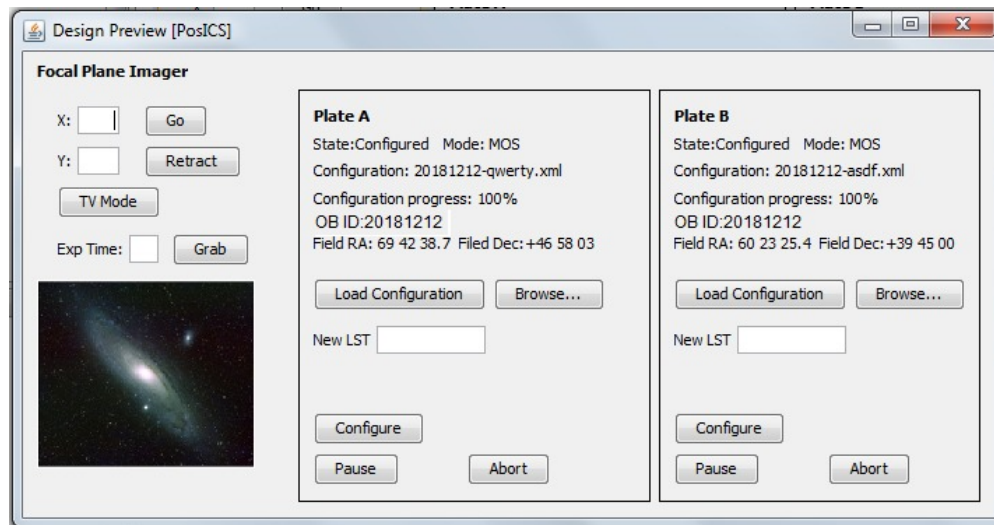 Design Preview [PosICS]
Focal Plane Imager
X: Go
Y: Retract
TV Mode
Exp Time: Grab
Plate A
State:Configured Mode: MOS
Configuration: 20181212-qwerty.xml
Configuration progress: 100%
OB ID:20181212
Field RA: 69 42 38.7 Filed Dec:+46 58 03
Load Configuration Browse...
New LST
Configure
Pause Abort
Plate B
State:Configured Mode: MOS
Configuration: 20181212-asdf.xml
Configuration progress: 100%
OB ID:20181212
Field RA: 60 23 25.4 Field Dec:+39 45 00
Load Configuration Browse...
New LST
Configure
Pause Abort